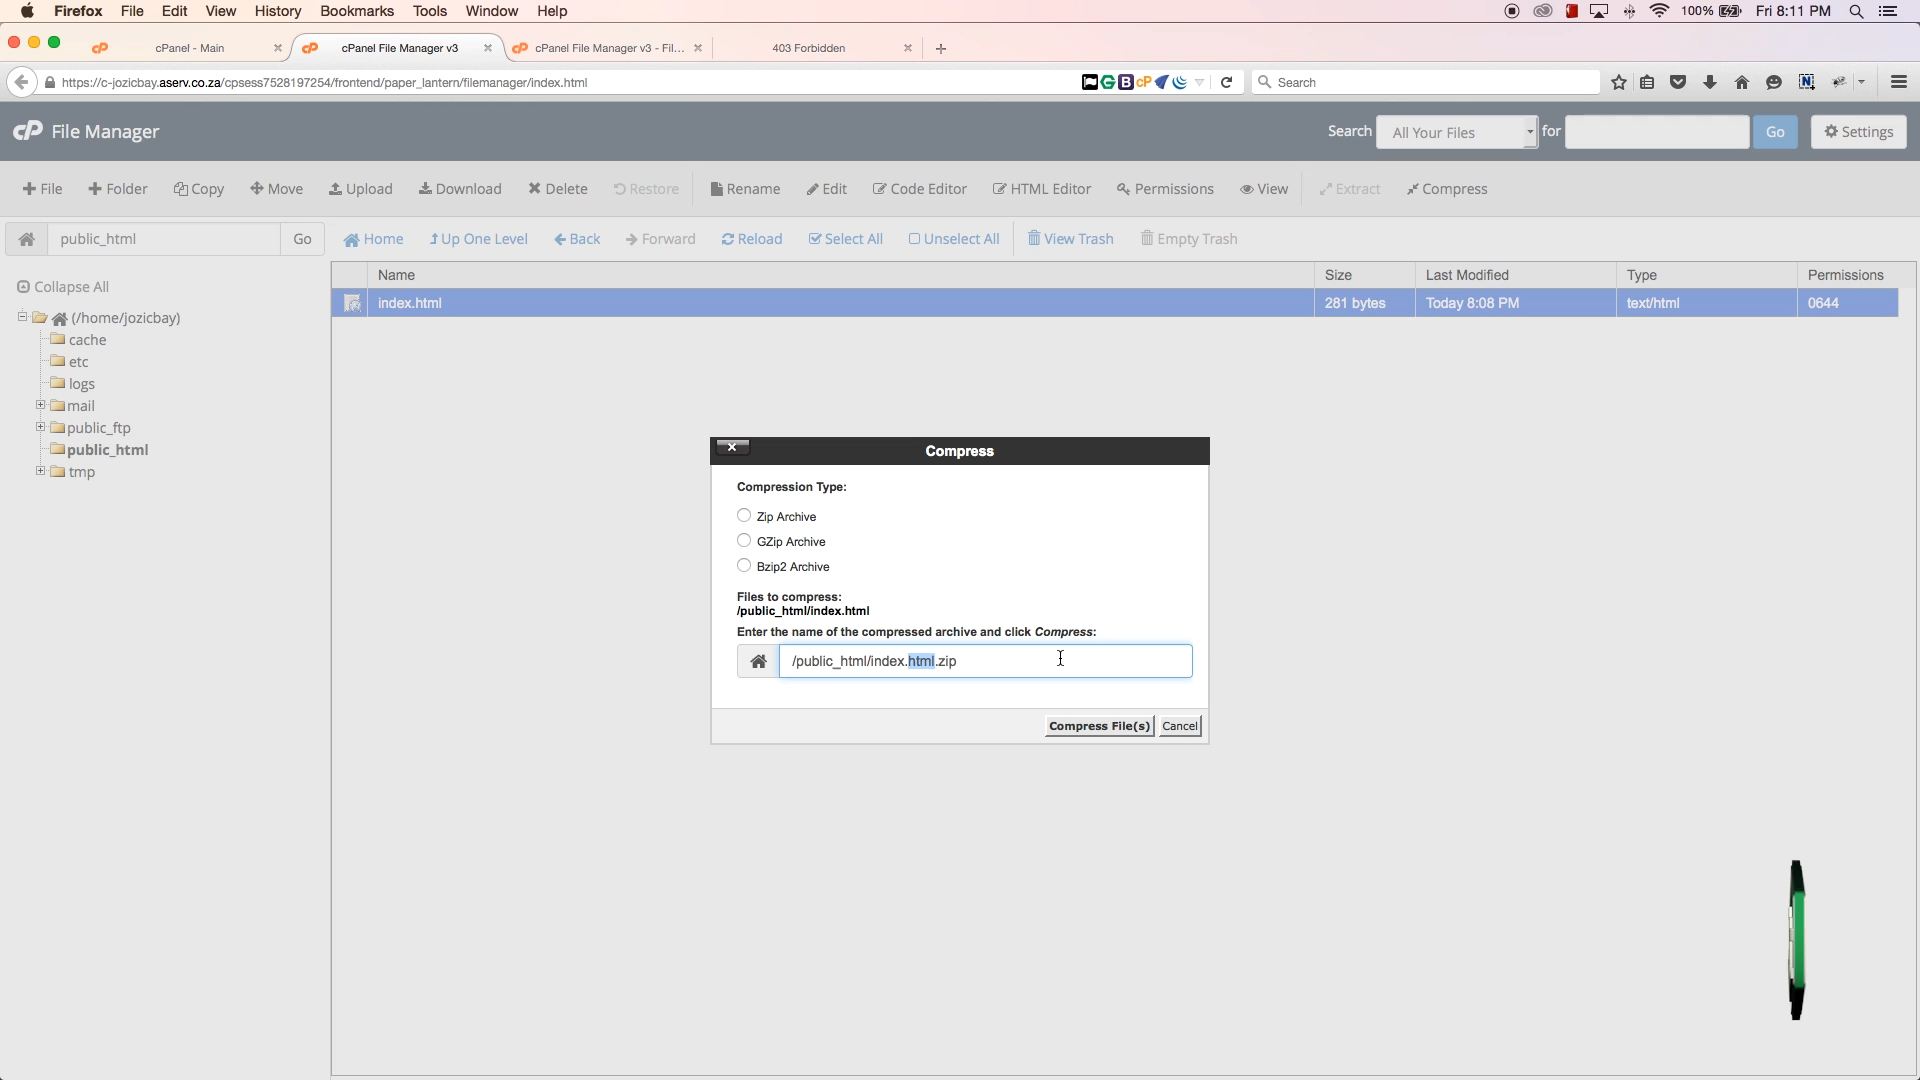 Firefox File Edit View History Bookmarks Tools Window Help 100% Fri 8:11 PM
cPanel - Main cPanel File Manager v3 cPanel File Manager v3 - Fil... 403 Forbidden
https://c-jozicbay.aserv.co.za/cpsess7528197254/frontend/paper_lantern/filemanager/index.html Search
cP File Manager Search All Your Files for Go Settings
File Folder Copy Move Upload Download Delete Restore Rename Edit Code Editor HTML Editor Permissions View Extract Compress
public_html Go Home Up One Level Back Forward Reload Select All Unselect All View Trash Empty Trash
Name Size Last Modified Type Permissions
Collapse All
index.html 281 bytes Today 8:08 PM text/html 0644
(/home/jozicbay)
cache
etc
logs
mail
public_ftp
public_html
tmp
Compress
Compression Type:
Zip Archive
GZip Archive
Bzip2 Archive
Files to compress:
/public_html/index.html
Enter the name of the compressed archive and click Compress:
/public_html/index.html.zip
Compress File(s) Cancel